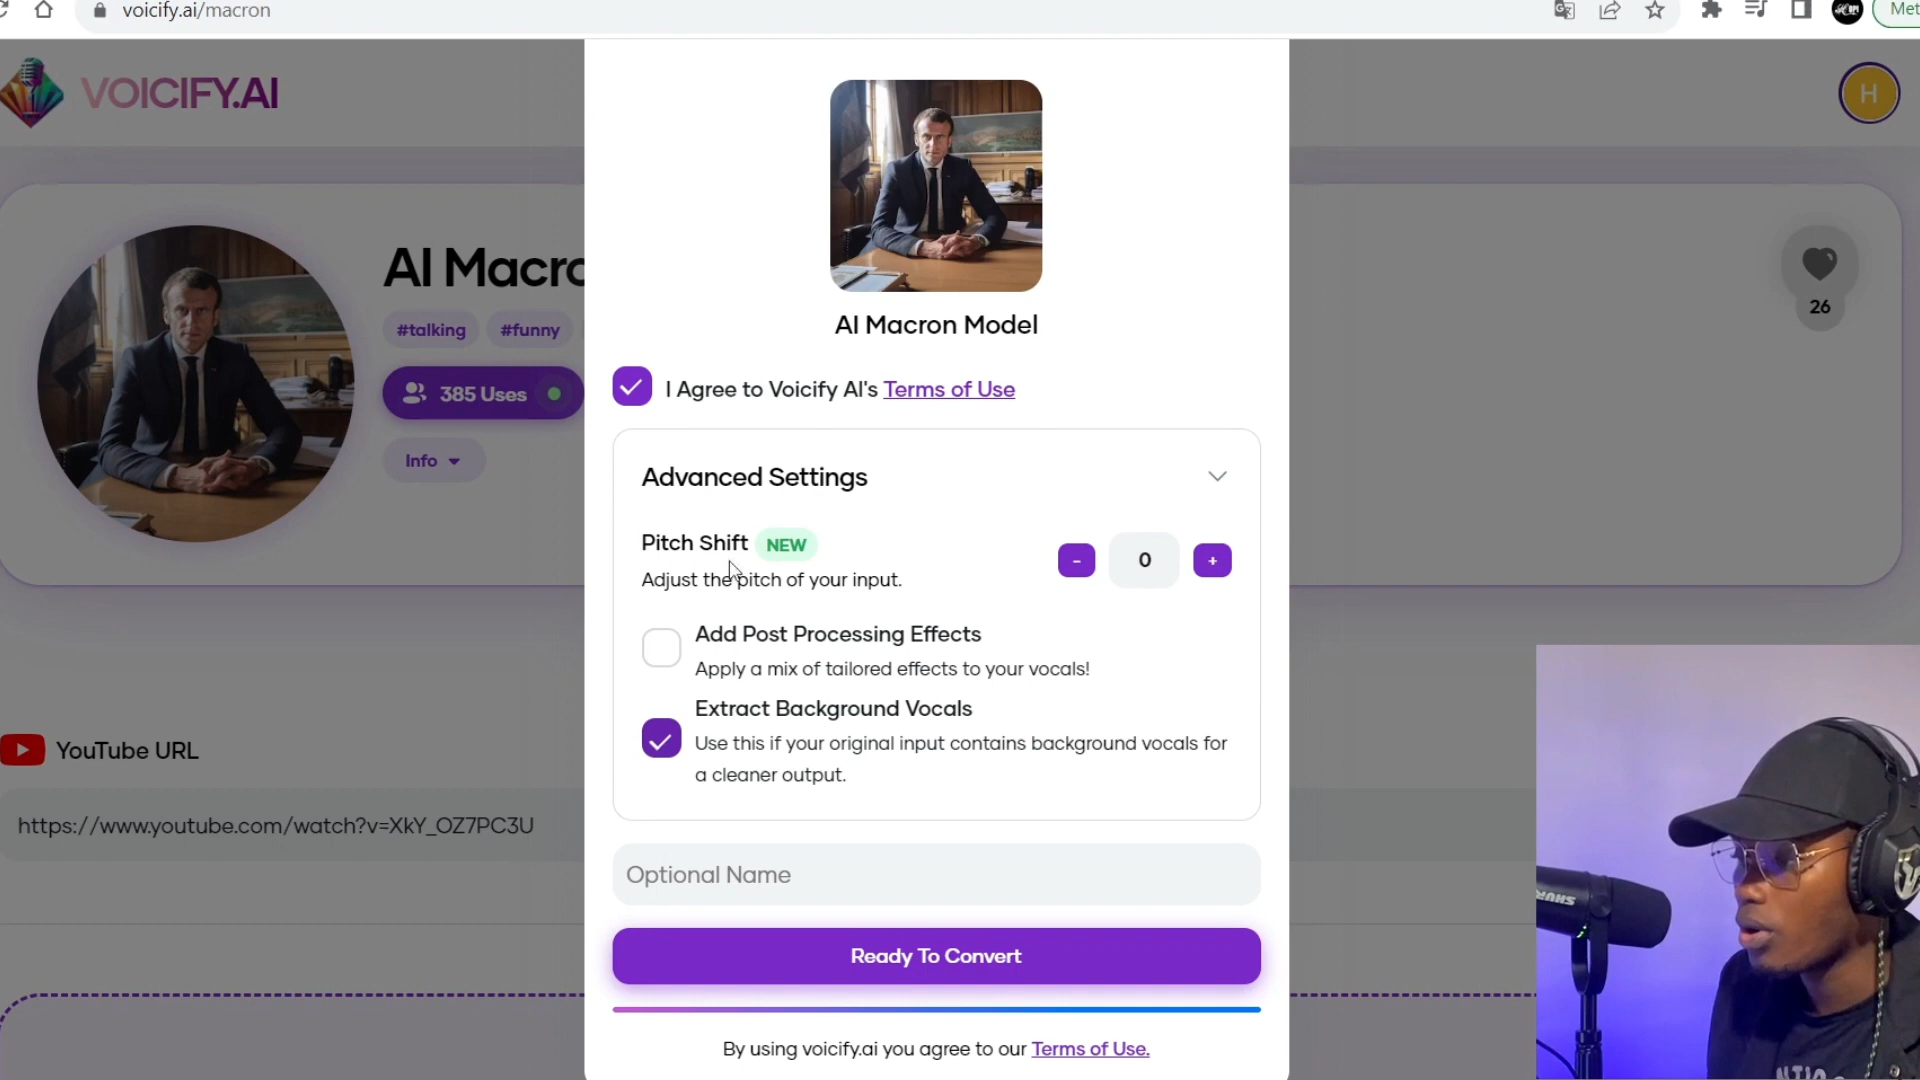 voicify.ai/macron
Met
VOICIFY.AI
H
AI Macro
#talking
#funny
385 Uses
Info
26
AI Macron Model
I Agree to Voicify AI's Terms of Use
Advanced Settings
Pitch Shift NEW
Adjust the pitch of your input.
-
0
+
Add Post Processing Effects
Apply a mix of tailored effects to your vocals!
Extract Background Vocals
Use this if your original input contains background vocals for
a cleaner output.
YouTube URL
https://www.youtube.com/watch?v=XkY_OZ7PC3U
Optional Name
Ready To Convert
By using voicify.ai you agree to our Terms of Use.
SHURE